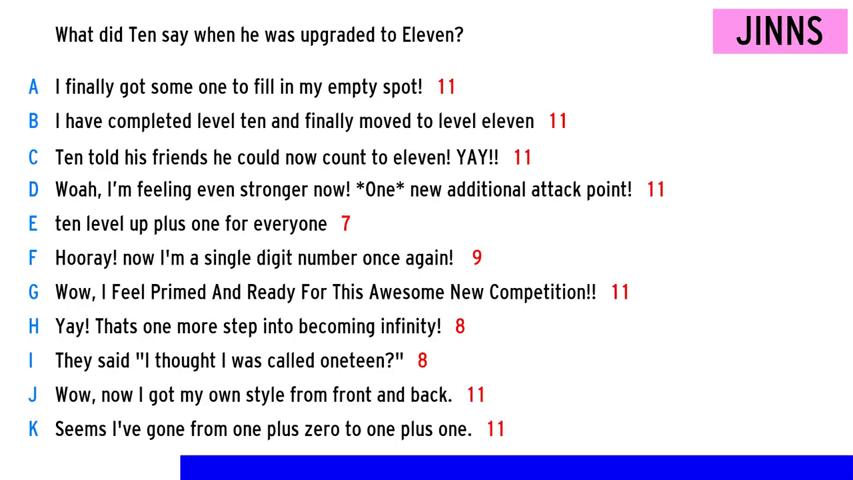 What did Ten say when he was upgraded to Eleven?
JINNS
A I finally got some one to fill in my empty spot! 11
B I have completed level ten and finally moved to level eleven 11
C Ten told his friends he could now count to eleven! YAY!! 11
D Woah, I'm feeling even stronger now! *One* new additional attack point! 11
E ten level up plus one for everyone 7
F Hooray! now I'm a single digit number once again! 9
G Wow, I Feel Primed And Ready For This Awesome New Competition!! 11
H Yay! Thats one more step into becoming infinity! 8
I They said "I thought I was called oneteen?" 8
J Wow, now I got my own style from front and back. 11
K Seems I've gone from one plus zero to one plus one. 11